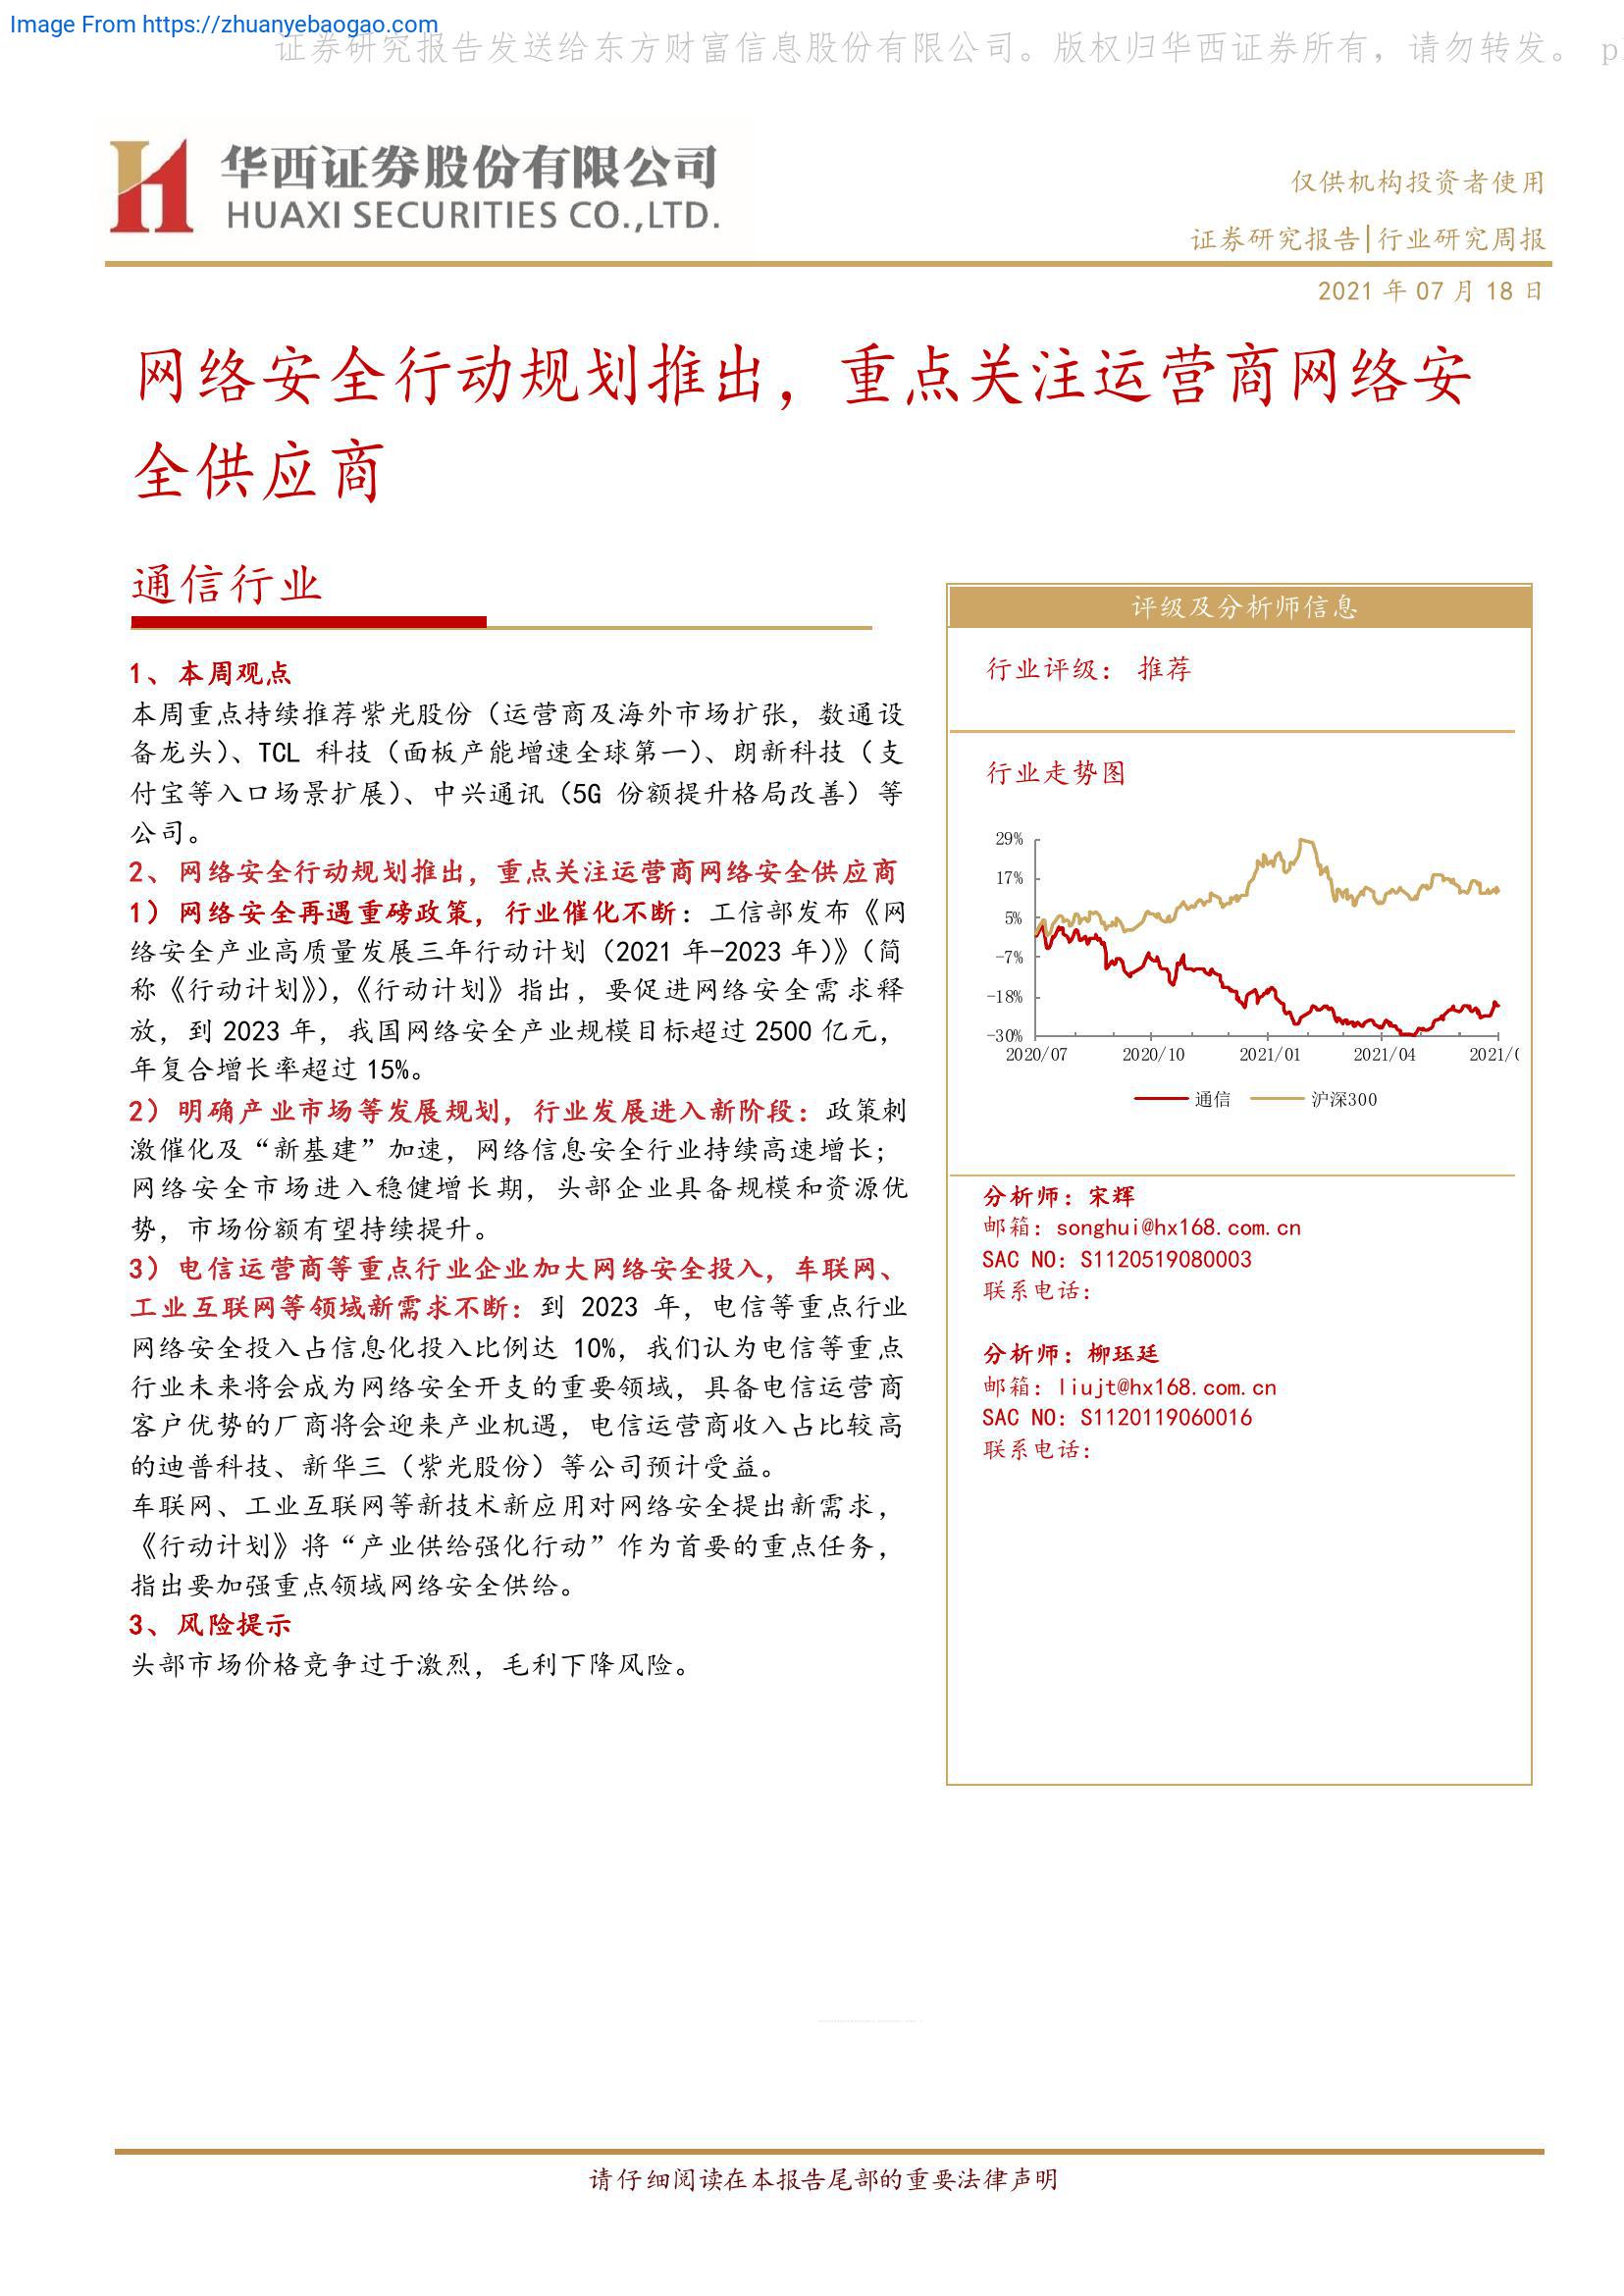 Image From https://zhuanyebaogao.com
证券研究报告发送给东方财富信息股份有限公司。版权归华西证券所有，请勿转发。 p
华西证券股份有限公司
HUAXI SECURITIES CO.,LTD.
仅供机构投资者使用
证券研究报告|行业研究周报
2021 年 07 月 18 日
网络安全行动规划推出，重点关注运营商网络安
全供应商
通信行业
1、本周观点
本周重点持续推荐紫光股份（运营商及海外市场扩张，数通设
备龙头）、TCL 科技（面板产能增速全球第一）、朗新科技（支
付宝等入口场景扩展）、中兴通讯（5G 份额提升格局改善）等
公司。
2、网络安全行动规划推出，重点关注运营商网络安全供应商
1）网络安全再遇重磅政策，行业催化不断：工信部发布《网
络安全产业高质量发展三年行动计划（2021 年-2023 年）》（简
称《行动计划》），《行动计划》指出，要促进网络安全需求释
放，到 2023 年，我国网络安全产业规模目标超过 2500 亿元，
年复合增长率超过 15%。
2）明确产业市场等发展规划，行业发展进入新阶段：政策刺
激催化及“新基建”加速，网络信息安全行业持续高速增长；
网络安全市场进入稳健增长期，头部企业具备规模和资源优
势，市场份额有望持续提升。
3）电信运营商等重点行业企业加大网络安全投入，车联网、
工业互联网等领域新需求不断：到 2023 年，电信等重点行业
网络安全投入占信息化投入比例达 10%，我们认为电信等重点
行业未来将会成为网络安全开支的重要领域，具备电信运营商
客户优势的厂商将会迎来产业机遇，电信运营商收入占比较高
的迪普科技、新华三（紫光股份）等公司预计受益。
车联网、工业互联网等新技术新应用对网络安全提出新需求，
《行动计划》将“产业供给强化行动”作为首要的重点任务，
指出要加强重点领域网络安全供给。
3、风险提示
头部市场价格竞争过于激烈，毛利下降风险。
评级及分析师信息
行业评级： 推荐
行业走势图
29%
17%
5%
-7%
-18%
-30%
2020/07 2020/10 2021/01 2021/04 2021/
通信 沪深300
分析师：宋辉
邮箱：songhui@hx168.com.cn
SAC NO：S1120519080003
联系电话：
分析师：柳珏廷
邮箱：liujt@hx168.com.cn
SAC NO：S1120119060016
联系电话：
请仔细阅读在本报告尾部的重要法律声明